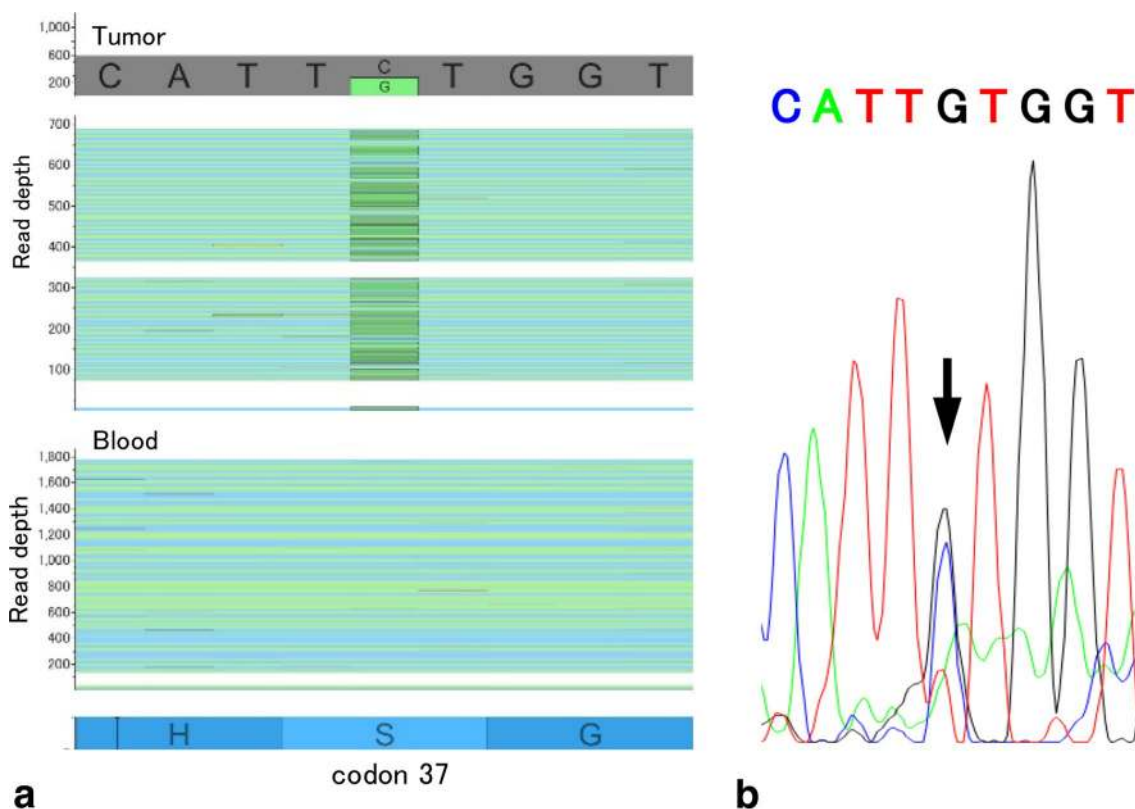 1,000
600
200
Tumor
C A T T C T G G T
G
Read depth
700
600
500
400
300
200
100
Blood
Read depth
1,800
1,600
1,400
1,200
1,000
800
600
400
200
H S G
codon 37
a
CATTGTGGT
b